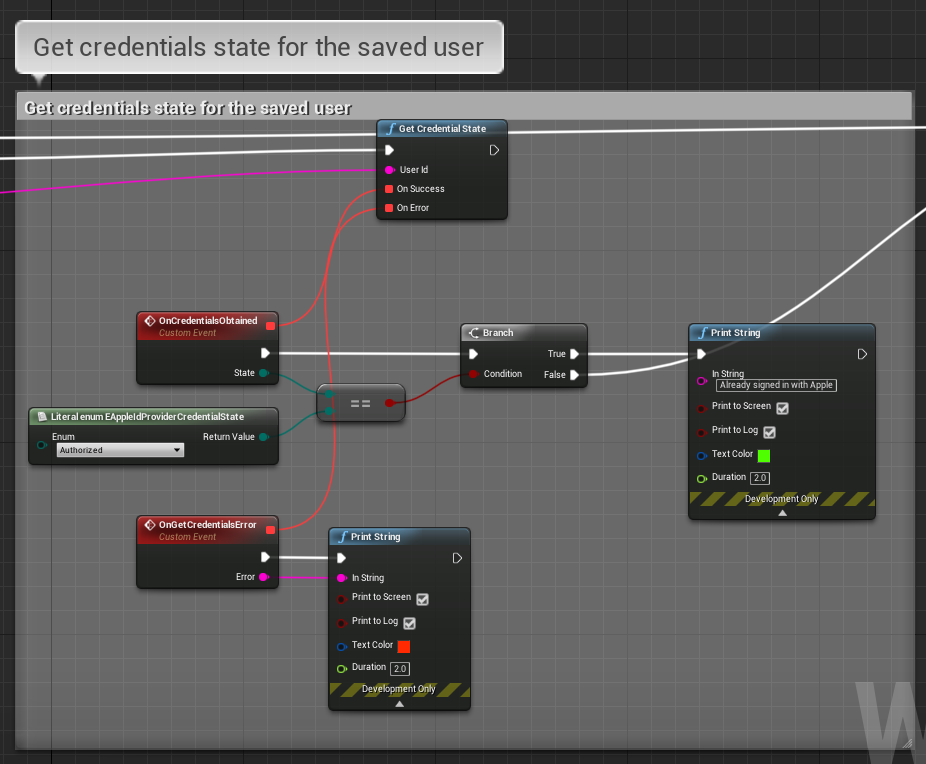 Get credentials state for the saved user
Get credentials state for the saved user
f Get Credential State
User Id
On Success
On Error
OnCredentialsObtained
Custom Event
State
Branch
True
Condition
False
==
Literal enum EAppleIdProviderCredentialState
Enum
Return Value
Authorized
f Print String
In String
Already signed in with Apple
Print to Screen
Print to Log
Text Color
Duration 2.0
Development Only
OnGetCredentialsError
Custom Event
Error
f Print String
In String
Print to Screen
Print to Log
Text Color
Duration 2.0
Development Only
W